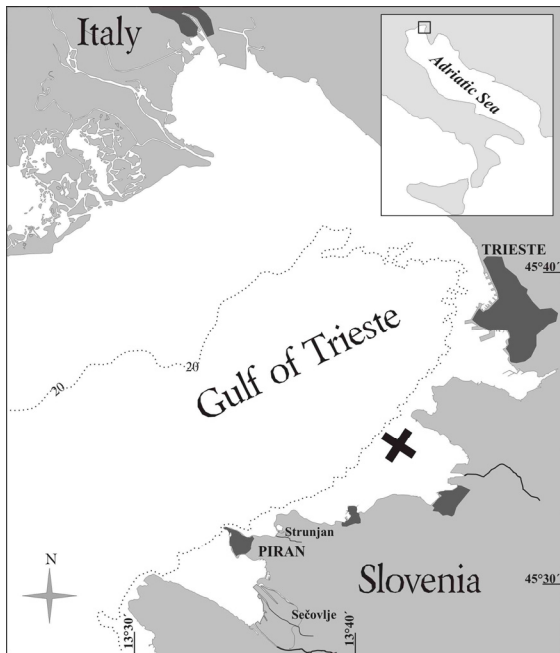 Italy
Adriatic Sea
TRIESTE
45°40´
Gulf of Trieste
20
20
Strunjan
PIRAN
Slovenia
45°30´
N
Sečovlje
13°30´
13°40´